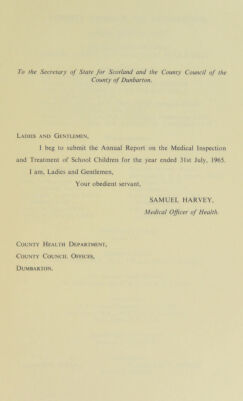 To the Secretary of State for Scotland and the County Council of the
County of Dunbarton.
LADIES AND GENTLEMEN,
I beg to submit the Annual Report on the Medical Inspection
and Treatment of School Children for the year ended 31st July, 1965.
I am, Ladies and Gentlemen,
Your obedient servant,
SAMUEL HARVEY,
Medical Officer of Health.
COUNTY HEALTH DEPARTMENT,
COUNTY COUNCIL OFFICES,
DUMBARTON.